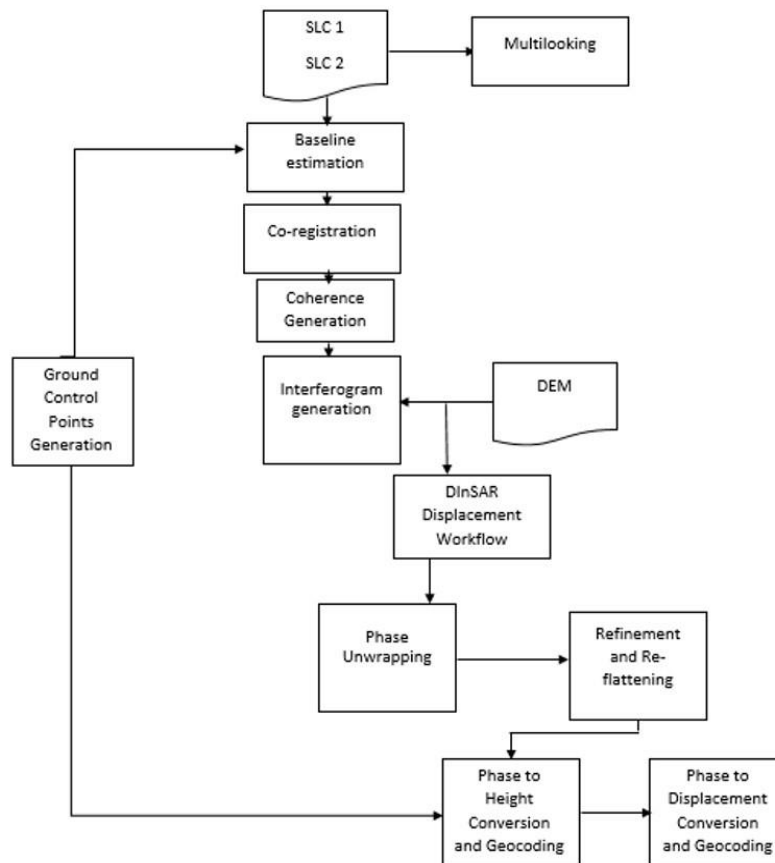 SLC 1
SLC 2
Multilooking
Baseline
estimation
Co-registration
Coherence
Generation
Interferogram
generation
DEM
Ground
Control
Points
Generation
DInSAR
Displacement
Workflow
Phase
Unwrapping
Refinement
and Re-
flattening
Phase to
Height
Conversion
and Geocoding
Phase to
Displacement
Conversion
and Geocoding